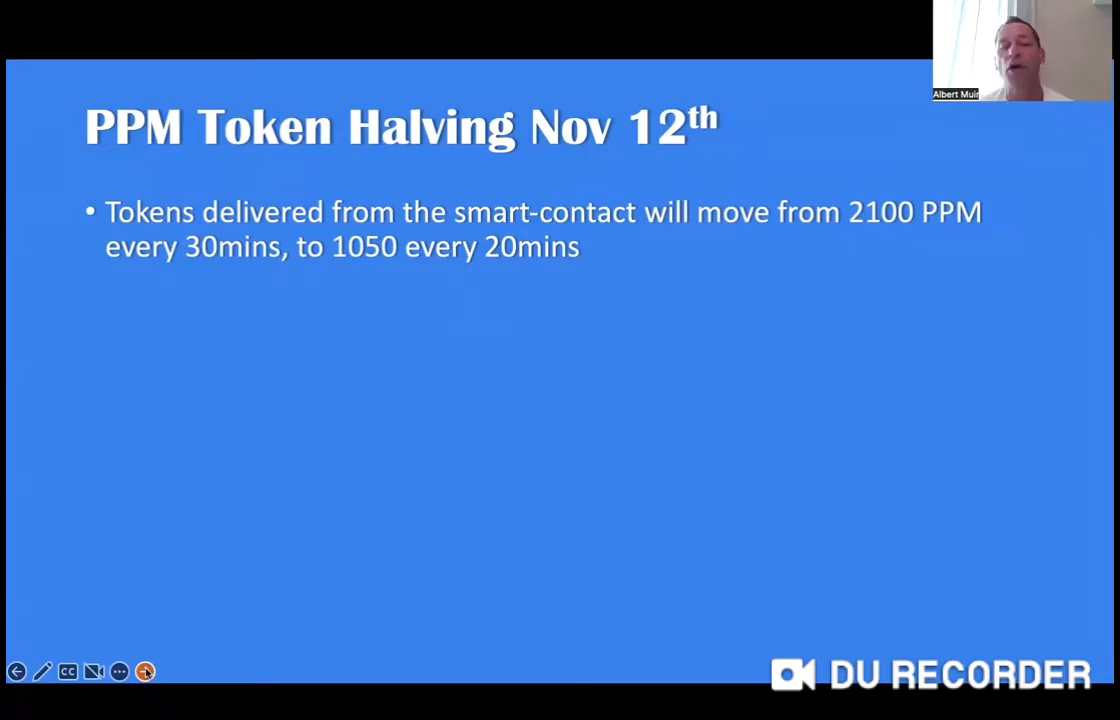 Albert Muir
PPM Token Halving Nov 12th
• Tokens delivered from the smart-contact will move from 2100 PPM
every 30mins, to 1050 every 20mins
CC
DU RECORDER